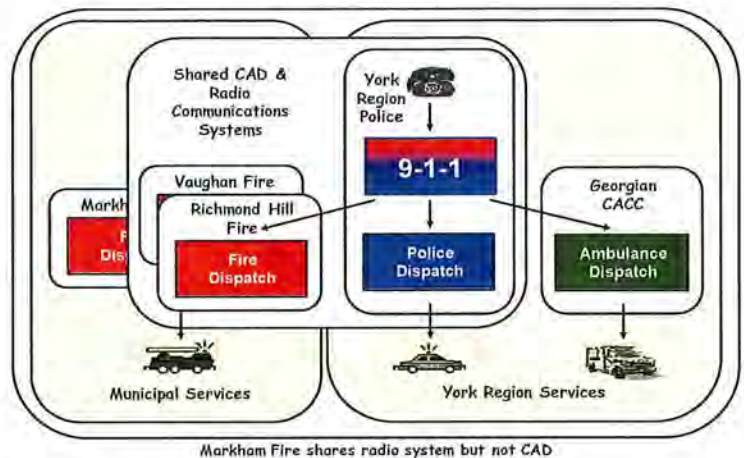 Shared CAD &
Radio
Communications
Systems
York
Region
Police
9-1-1
Vaughan Fire
Georgian
CACC
Richmond Hill
Fire
Fire
Dispatch
Police
Dispatch
Ambulance
Dispatch
Municipal Services
York Region Services
Markham Fire shares radio system but not CAD